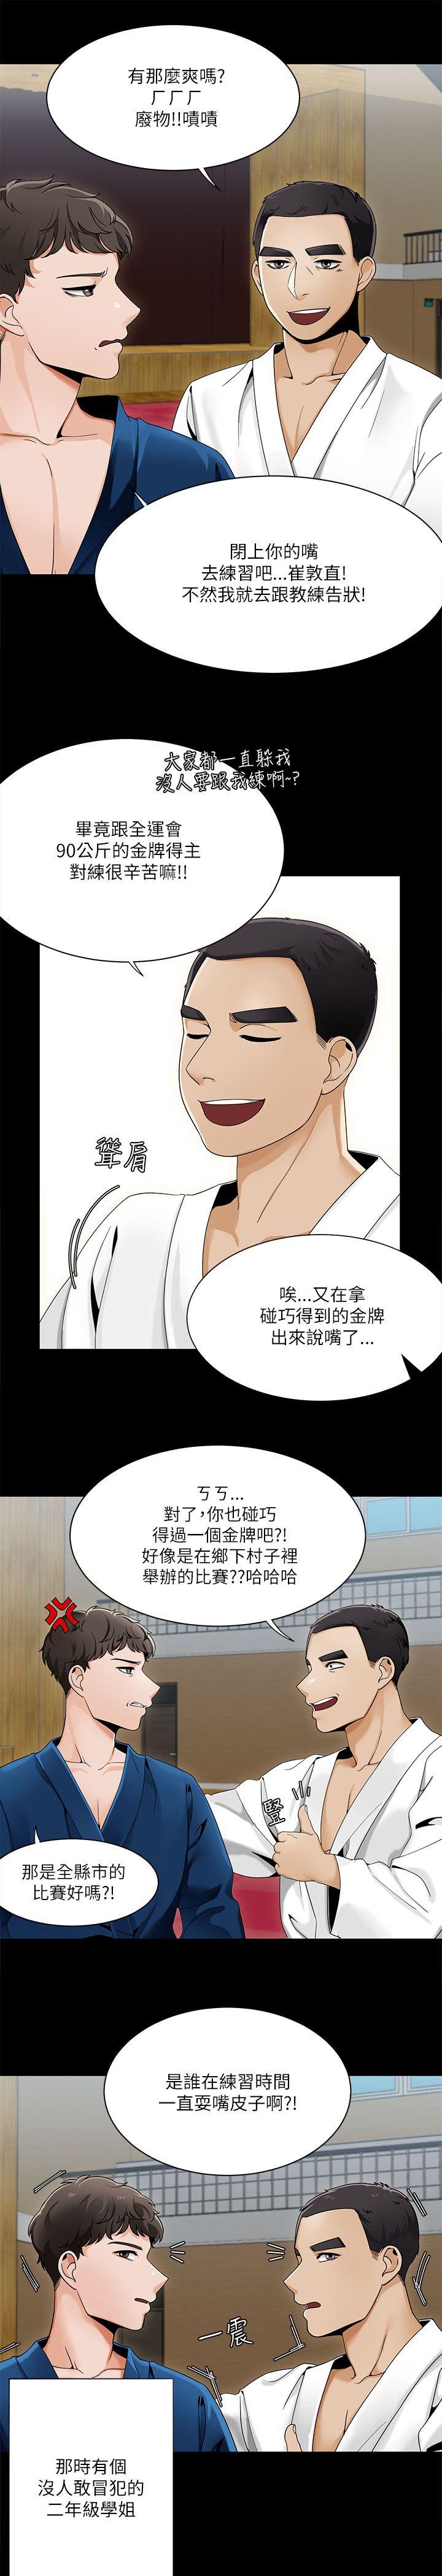 有那麼爽嗎?
ㄏㄏㄏ
廢物!!嘖嘖
閉上你的嘴
去練習吧...崔敦直!
不然我就去跟教練告狀!
大家都一直躲我
沒人要跟我練啊~?
畢竟跟全運會
90公斤的金牌得主
對練很辛苦嘛!!
聳肩
唉...又在拿
碰巧得到的金牌
出來說嘴了...
ㄎㄎ...
對了,你也碰巧
得過一個金牌吧?!
好像是在鄉下村子裡
舉辦的比賽??哈哈哈
豎
那是全縣市的
比賽好嗎?!
是誰在練習時間
一直耍嘴皮子啊?!
一震
那時有個
沒人敢冒犯的
二年級學姐